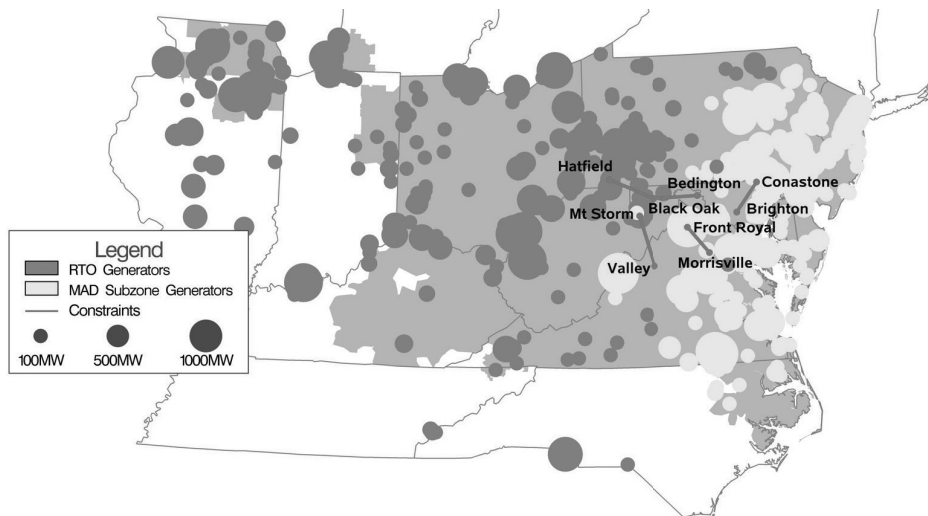 Hatfield
Bedington
Conastone
Mt Storm
Black Oak
Brighton
Front Royal
Valley
Morrisville
Legend
RTO Generators
MAD Subzone Generators
Constraints
100MW
500MW
1000MW